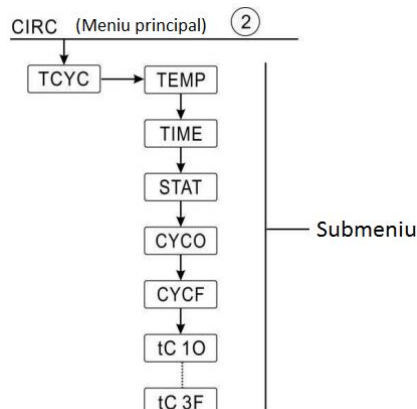 CIRC (Meniu principal) 2
TCYC TEMP
TIME
STAT
CYCO
Submeniu
CYCF
tC 1O
tC 3F